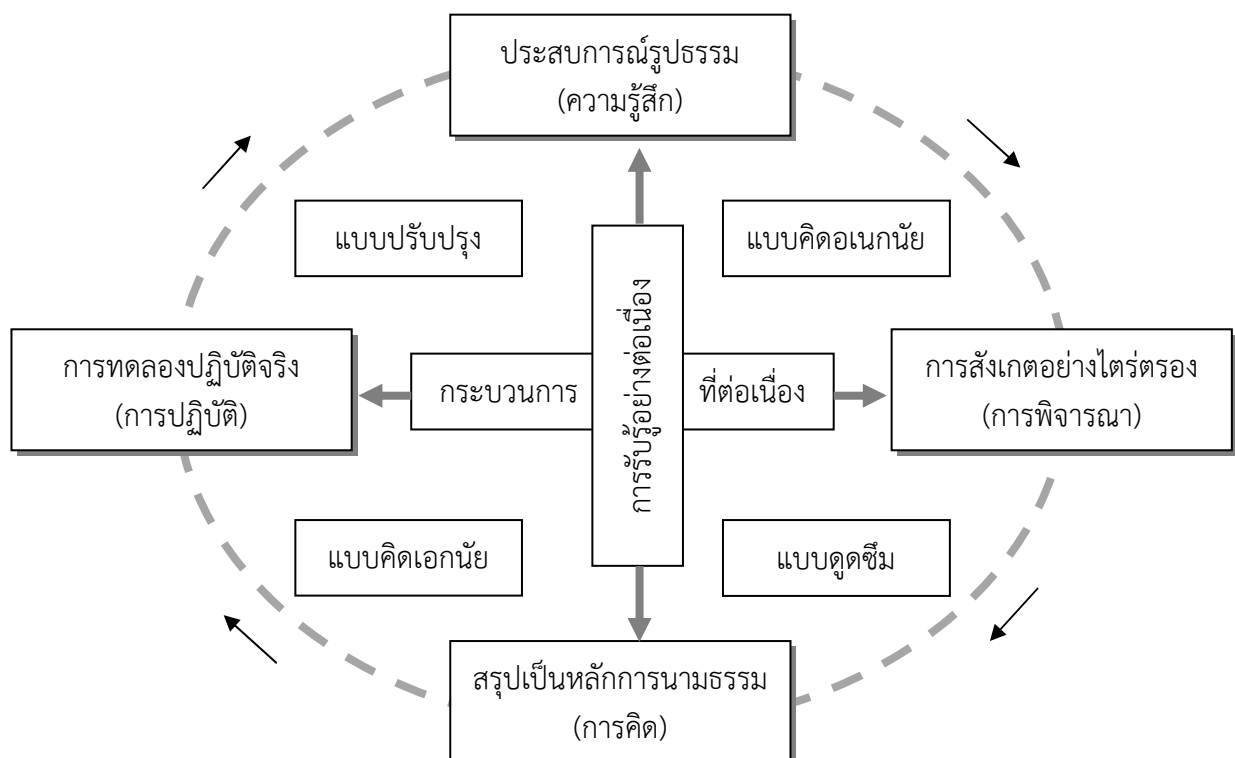 ประสบการณ์รูปธรรม
(ความรู้สึก)
แบบปรับปรุง
แบบคิดอเนกนัย
การรับรู้อย่างต่อเนื่อง
การทดลองปฏิบัติจริง
(การปฏิบัติ)
กระบวนการ
ที่ต่อเนื่อง
การสังเกตอย่างไตร่ตรอง
(การพิจารณา)
แบบคิดเอกนัย
แบบดูดซึม
สรุปเป็นหลักการนามธรรม
(การคิด)